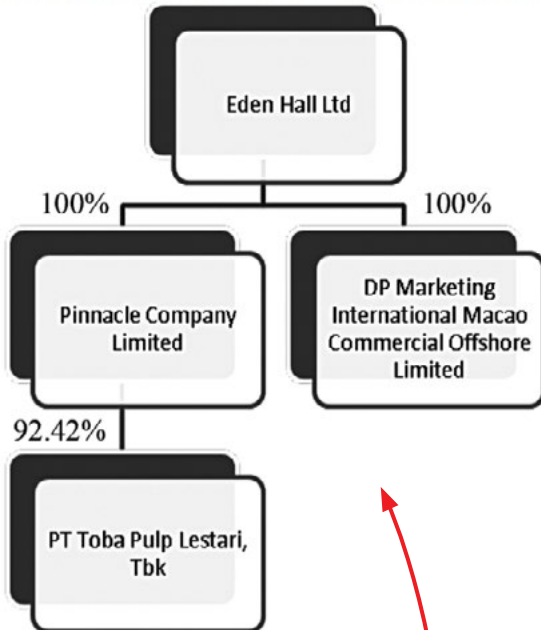 Eden Hall Ltd
100%
100%
Pinnacle Company
Limited
DP Marketing
International Macao
Commercial Offshore
Limited
92.42%
PT Toba Pulp Lestari,
Tbk